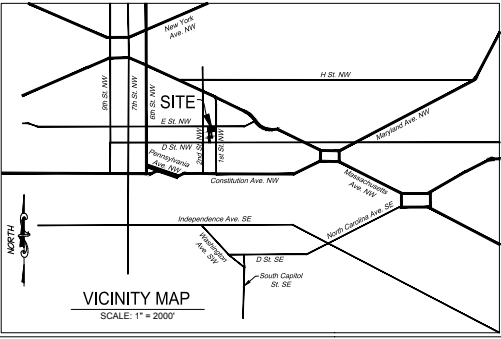 New York
Ave. NW
H St. NW
9th St. NW
7th St. NW
6th St. NW
SITE
E St. NW
Maryland Ave. NW
D St. NW
2nd St. NW
1st St. NW
Pennsylvania
Ave. NW
Constitution Ave. NW
Massachusetts
Ave. NW
Independence Ave. SE
North Carolina Ave. SE
Washington
Ave. SW
D St. SE
South Capitol
St. SE
NORTH
VICINITY MAP
SCALE: 1" = 2000'